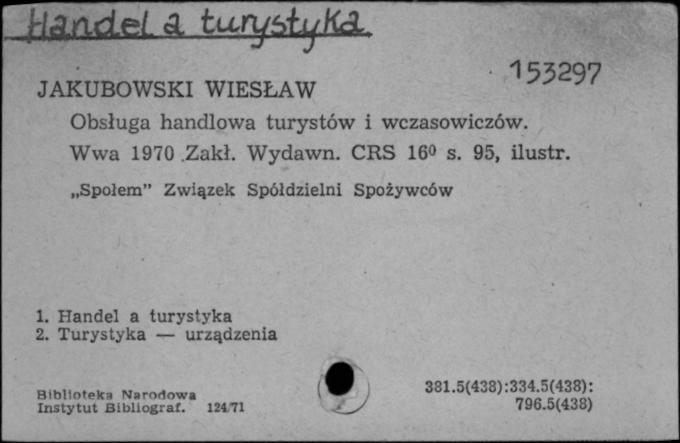 Handel a turystyka
153297
JAKUBOWSKI WIESŁAW
Obsługa handlowa turystów i wczasowiczów.
Wwa 1970 Zakł. Wydawn. CRS 16⁰ s. 95, ilustr.
„Społem” Związek Spółdzielni Spożywców
1. Handel a turystyka
2. Turystyka — urządzenia
Biblioteka Narodowa
Instytut Bibliograf. 124/71
381.5(438):334.5(438):
796.5(438)